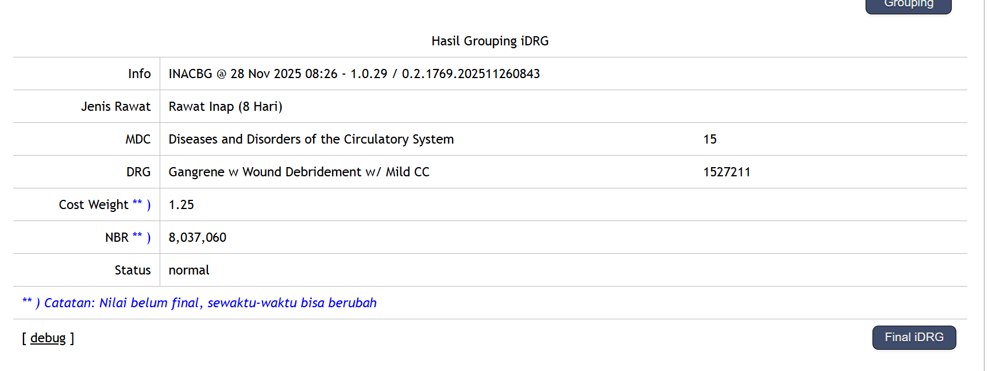 Grouping
Hasil Grouping iDRG
Info INACBG @ 28 Nov 2025 08:26 - 1.0.29 / 0.2.1769.202511260843
Jenis Rawat Rawat Inap (8 Hari)
MDC Diseases and Disorders of the Circulatory System 15
DRG Gangrene w Wound Debridement w/ Mild CC 1527211
Cost Weight ** ) 1.25
NBR ** ) 8,037,060
Status normal
** ) Catatan: Nilai belum final, sewaktu-waktu bisa berubah
[ debug ] Final iDRG